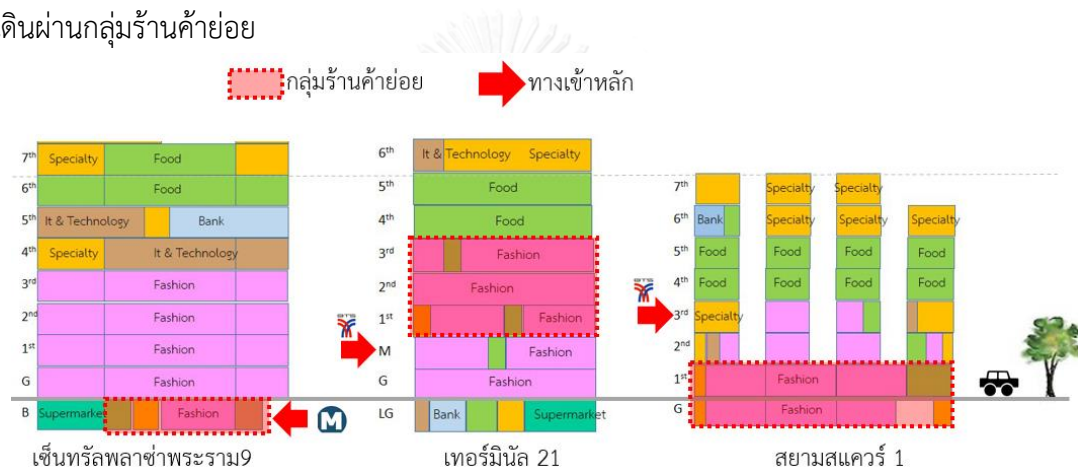 ดินผ่านกลุ่มร้านค้าย่อย
กลุ่มร้านค้าย่อย
ทางเข้าหลัก
7th Specialty Food
6th Food
5th It & Technology Bank
4th Specialty It & Technology
3rd Fashion
2nd Fashion
1st Fashion
G Fashion
B Supermarket Fashion
M
เซ็นทรัลพลาซ่าพระราม9
6th It & Technology Specialty
5th Food
4th Food
3rd Fashion
2nd Fashion
1st Fashion
BTS
M Fashion
G Fashion
LG Bank Supermarket
เทอร์มินัล 21
7th Specialty Specialty
6th Bank Specialty Specialty Specialty
5th Food Food Food Food
4th Food Food Food Food
BTS
3rd Specialty
2nd
1st Fashion
G Fashion
สยามสแควร์ 1